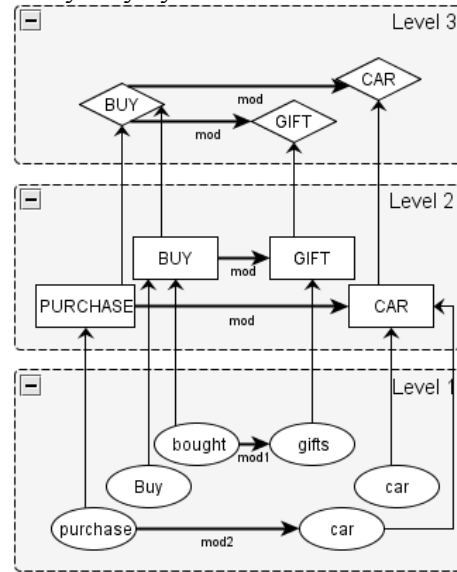 Level 3
CAR
mod
BUY
mod
GIFT
Level 2
BUY
mod
GIFT
PURCHASE
mod
CAR
Level 1
bought
mod1
gifts
Buy
car
purchase
mod2
car